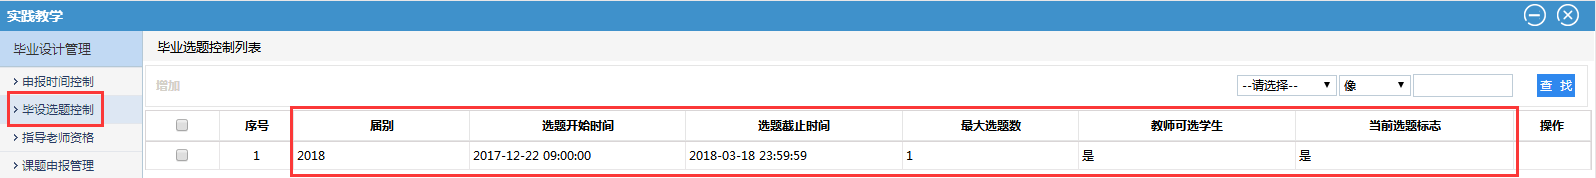 实践教学
毕业设计管理
毕业选题控制列表
> 申报时间控制
> 毕设选题控制
> 指导老师资格
> 课题申报管理
增加 --请选择-- 像 查 找
序号 届别 选题开始时间 选题截止时间 最大选题数 教师可选学生 当前选题标志 操作
1 2018 2017-12-22 09:00:00 2018-03-18 23:59:59 1 是 是